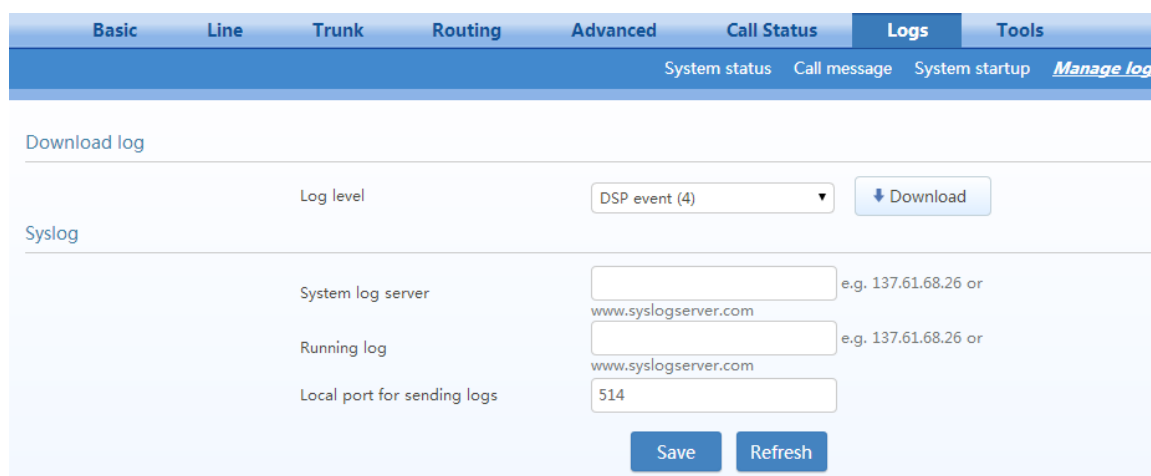 Basic Line Trunk Routing Advanced Call Status Logs Tools
System status Call message System startup Manage log
Download log
Log level DSP event (4) Download
Syslog
System log server e.g. 137.61.68.26 or
www.syslogserver.com
Running log e.g. 137.61.68.26 or
www.syslogserver.com
Local port for sending logs 514
Save Refresh